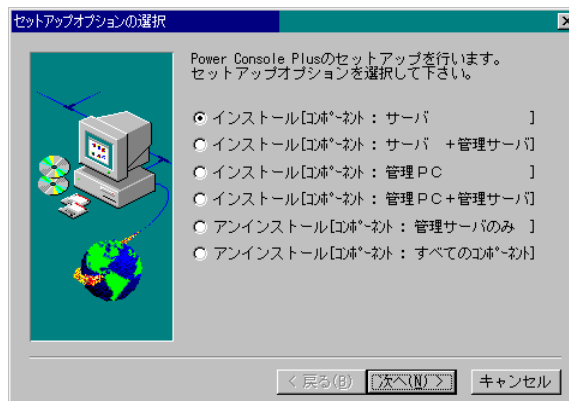 セットアップオプションの選択
Power Console Plusのセットアップを行います。
セットアップオプションを選択して下さい。
インストール[ｺﾝﾎﾟｰﾈﾝﾄ： サーバ　　　　　　]
インストール[ｺﾝﾎﾟｰﾈﾝﾄ： サーバ　＋管理サーバ]
インストール[ｺﾝﾎﾟｰﾈﾝﾄ： 管理ＰＣ　　　　　]
インストール[ｺﾝﾎﾟｰﾈﾝﾄ： 管理ＰＣ＋管理サーバ]
アンインストール[ｺﾝﾎﾟｰﾈﾝﾄ： 管理サーバのみ　]
アンインストール[ｺﾝﾎﾟｰﾈﾝﾄ： すべてのｺﾝﾎﾟｰﾈﾝﾄ]
< 戻る(B) 次へ(N) > キャンセル